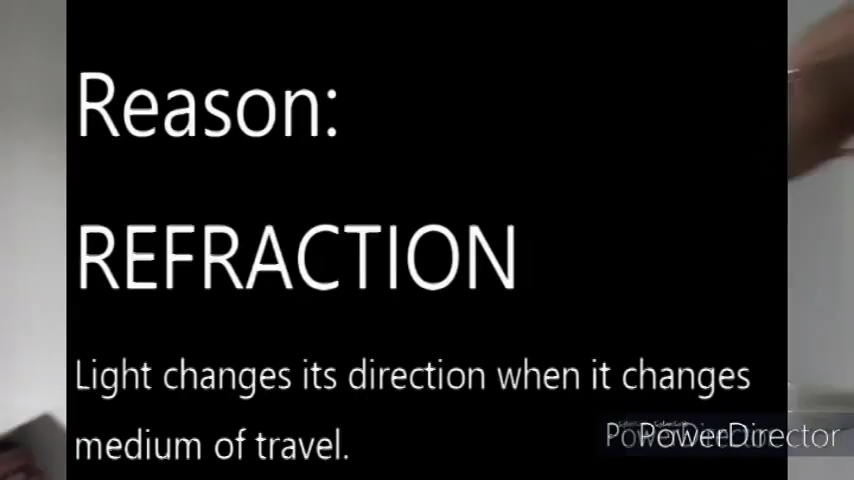 Reason:
REFRACTION
Light changes its direction when it changes
medium of travel.
PowerDirector